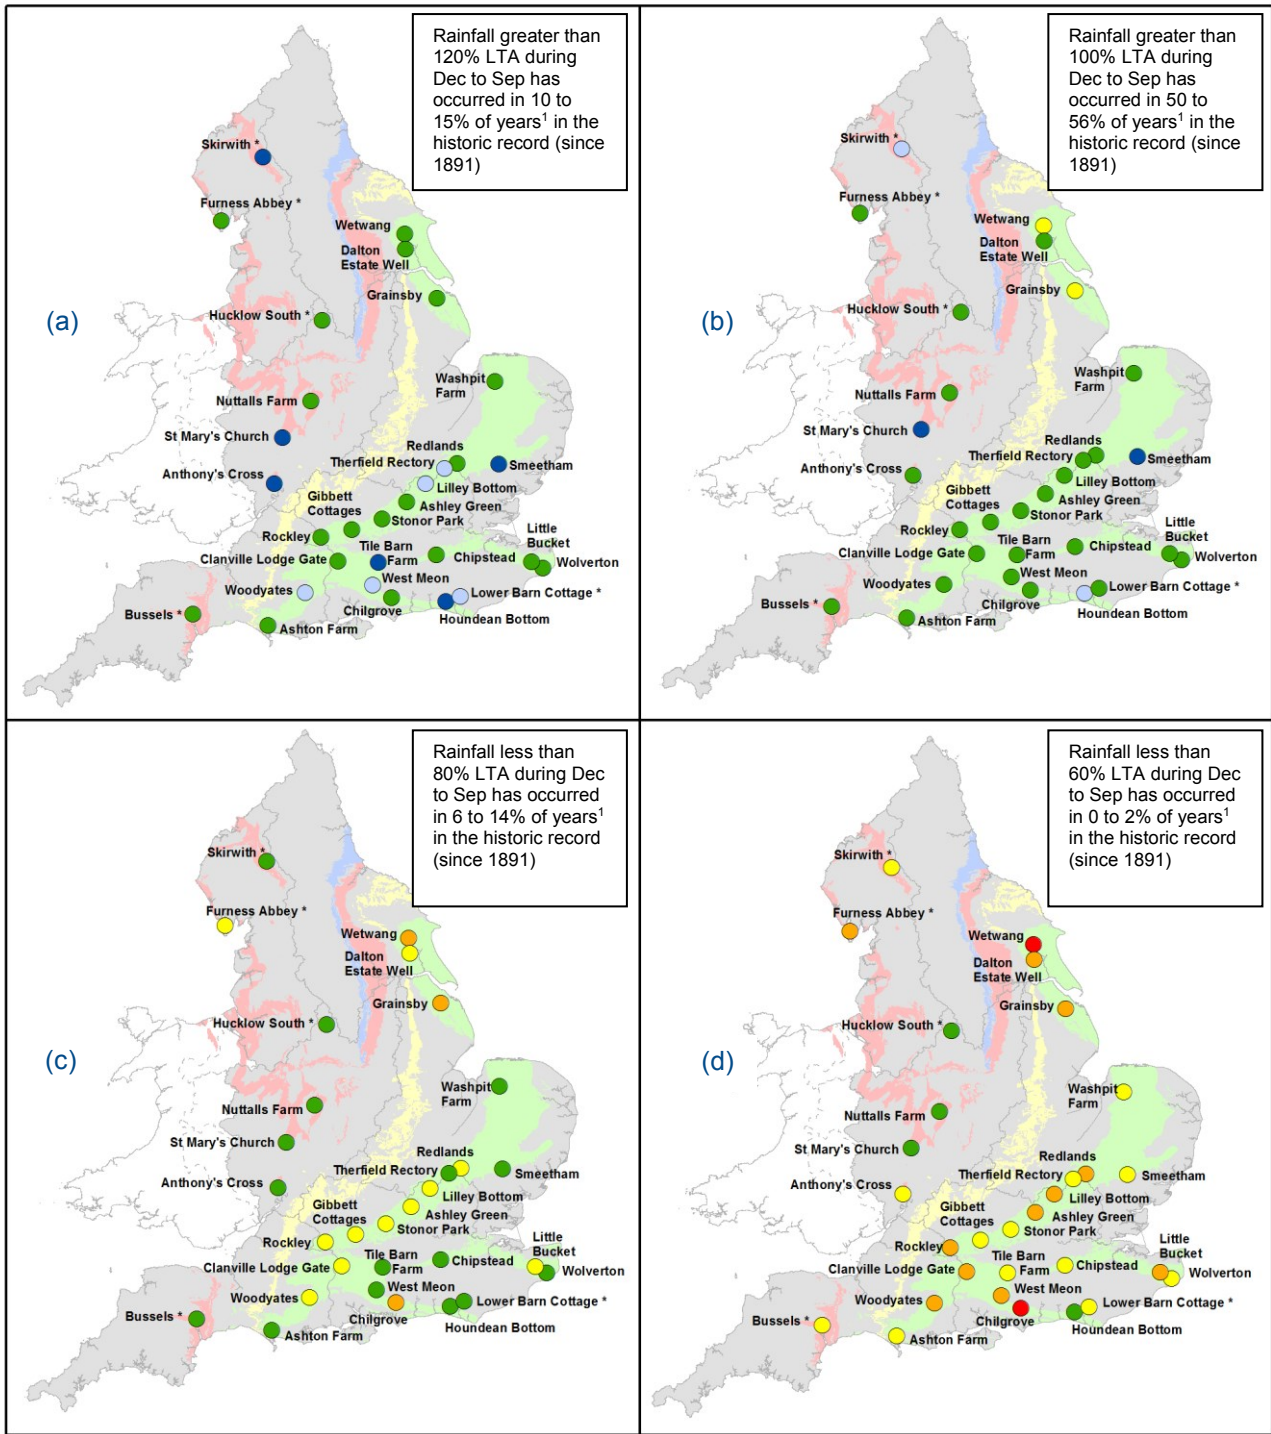 Rainfall greater than
120% LTA during
Dec to Sep has
occurred in 10 to
15% of years¹ in the
historic record (since
1891)
Skirwith *
Furness Abbey *
Wetwang
Dalton
Estate Well
Grainsby
(a)
Hucklow South *
Washpit
Farm
Nuttalls Farm
St Mary's Church
Redlands
Therfield Rectory
Smeetham
Anthony's Cross
Lilley Bottom
Gibbett
Cottages
Ashley Green
Stonor Park
Rockley
Little
Bucket
Tile Barn
Farm
Clanville Lodge Gate
Chipstead
Wolverton
West Meon
Woodyates
Lower Barn Cottage *
Bussels *
Chilgrove
Houndean Bottom
Ashton Farm
Rainfall greater than
100% LTA during
Dec to Sep has
occurred in 50 to
56% of years¹ in the
historic record (since
1891)
Skirwith *
Furness Abbey *
Wetwang
Dalton
Estate Well
Grainsby
(b)
Hucklow South *
Washpit
Farm
Nuttalls Farm
St Mary's Church
Redlands
Therfield Rectory
Smeetham
Anthony's Cross
Lilley Bottom
Gibbett
Cottages
Ashley Green
Stonor Park
Rockley
Little
Bucket
Tile Barn
Farm
Clanville Lodge Gate
Chipstead
Wolverton
West Meon
Woodyates
Lower Barn Cottage *
Bussels *
Chilgrove
Houndean Bottom
Ashton Farm
Rainfall less than
80% LTA during Dec
to Sep has occurred
in 6 to 14% of years¹
in the historic record
(since 1891)
Skirwith *
Furness Abbey *
Wetwang
Dalton
Estate Well
Grainsby
Hucklow South *
(c)
Washpit
Farm
Nuttalls Farm
St Mary's Church
Redlands
Therfield Rectory
Smeetham
Anthony's Cross
Lilley Bottom
Gibbett
Cottages
Ashley Green
Stonor Park
Rockley
Little
Bucket
Tile Barn
Farm
Clanville Lodge Gate
Chipstead
Wolverton
West Meon
Woodyates
Lower Barn Cottage *
Bussels *
Chilgrove
Houndean Bottom
Ashton Farm
Rainfall less than
60% LTA during Dec
to Sep has occurred
in 0 to 2% of years¹
in the historic record
(since 1891)
Skirwith *
Furness Abbey *
Wetwang
Dalton
Estate Well
Grainsby
Hucklow South *
(d)
Washpit
Farm
Nuttalls Farm
St Mary's Church
Redlands
Therfield Rectory
Smeetham
Anthony's Cross
Lilley Bottom
Gibbett
Cottages
Ashley Green
Stonor Park
Rockley
Little
Bucket
Tile Barn
Farm
Clanville Lodge Gate
Chipstead
Wolverton
West Meon
Woodyates
Lower Barn Cottage *
Bussels *
Chilgrove
Houndean Bottom
Ashton Farm